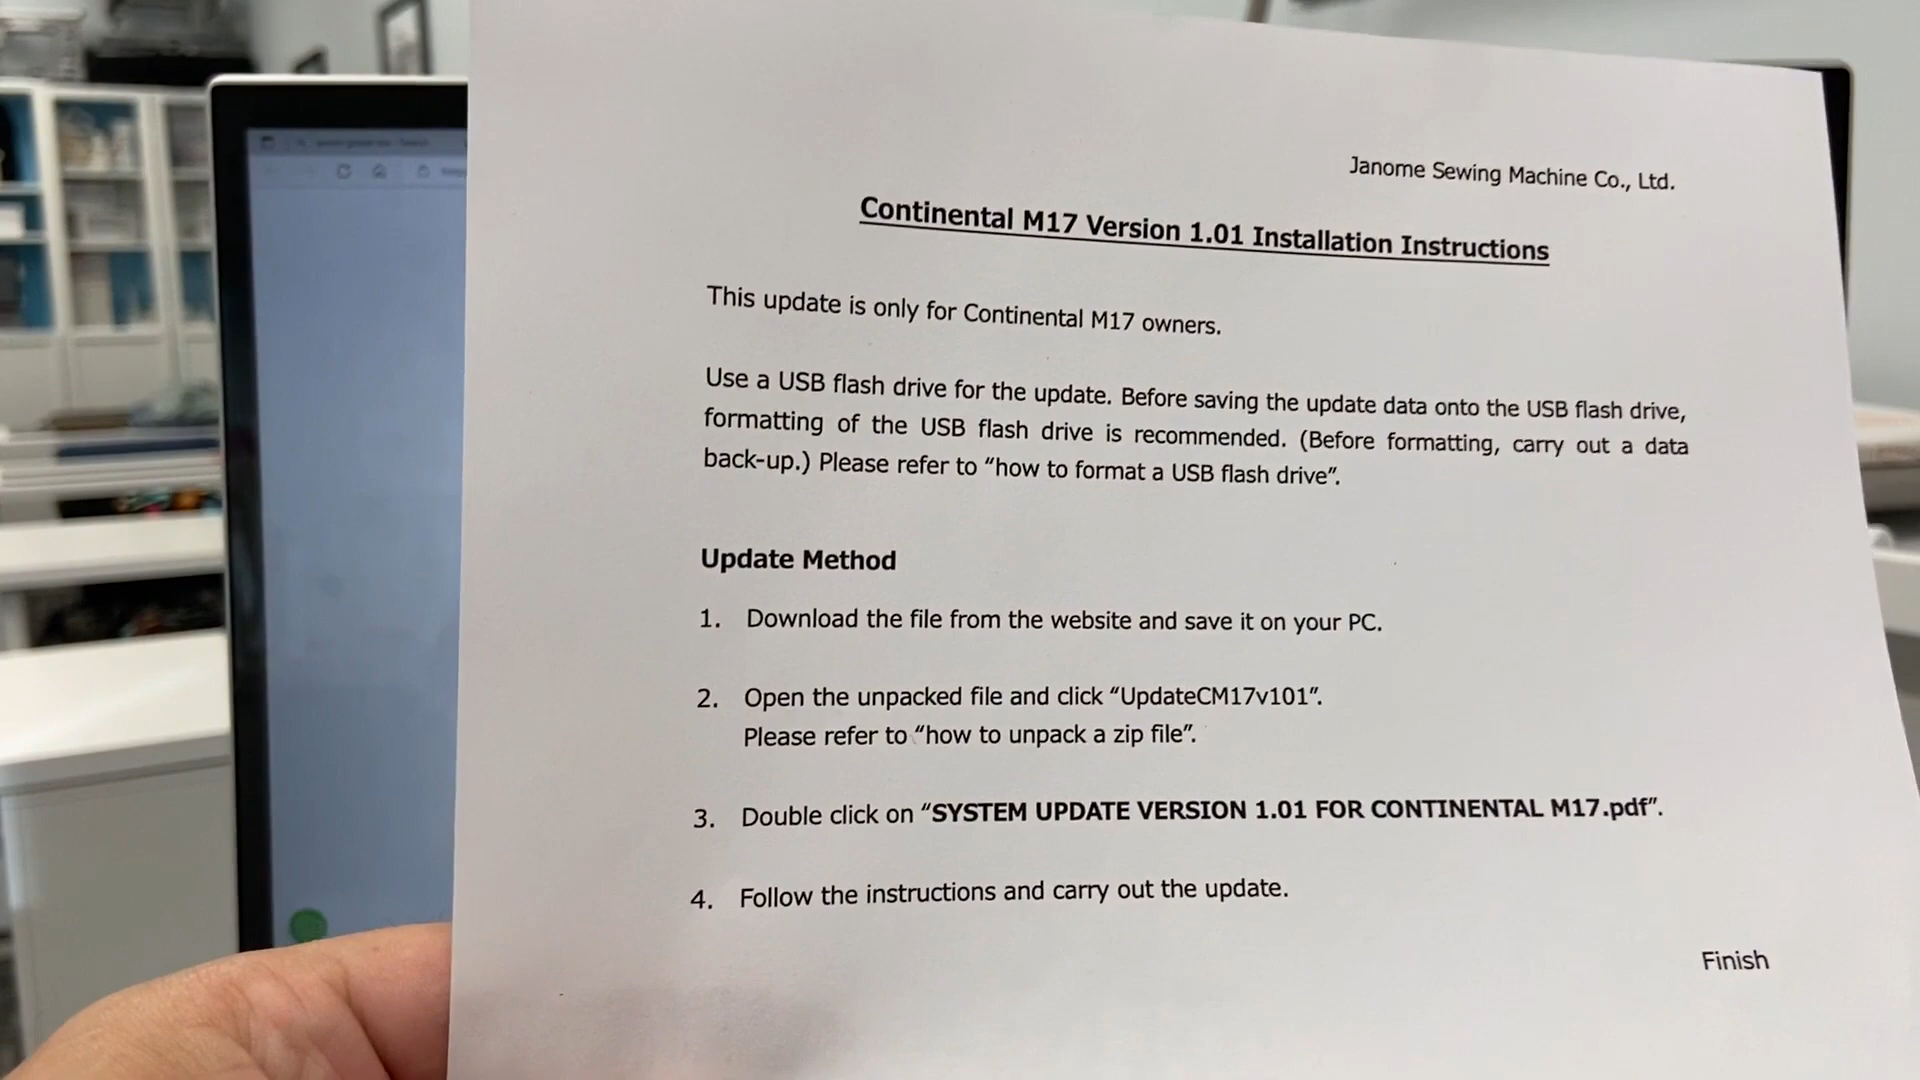 Janome Sewing Machine Co., Ltd.
Continental M17 Version 1.01 Installation Instructions
This update is only for Continental M17 owners.
Use a USB flash drive for the update. Before saving the update data onto the USB flash drive,
formatting of the USB flash drive is recommended. (Before formatting, carry out a data
back-up.) Please refer to “how to format a USB flash drive”.
Update Method
1. Download the file from the website and save it on your PC.
2. Open the unpacked file and click “UpdateCM17v101”.
Please refer to “how to unpack a zip file”.
3. Double click on “SYSTEM UPDATE VERSION 1.01 FOR CONTINENTAL M17.pdf”.
4. Follow the instructions and carry out the update.
Finish